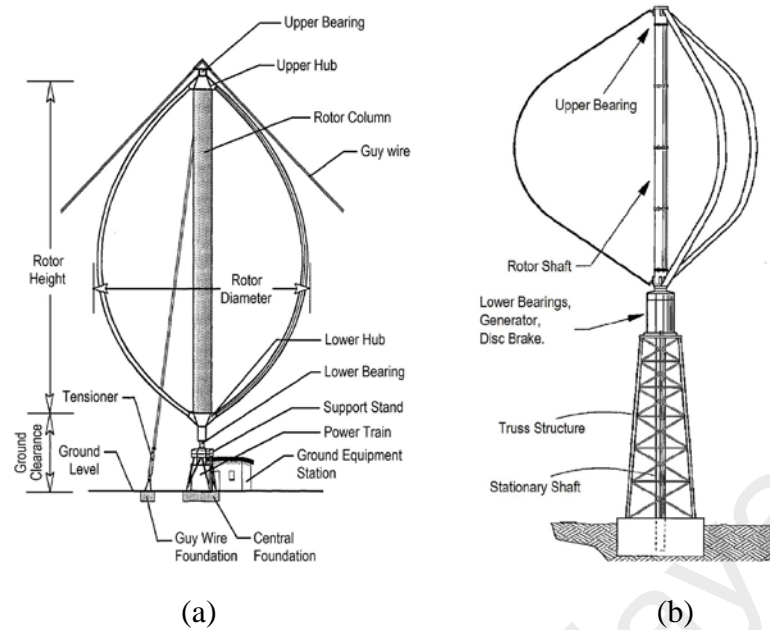 Upper Bearing
Upper Hub
Rotor Column
Guy wire
Rotor
Height
Rotor
Diameter
Lower Hub
Lower Bearing
Support Stand
Power Train
Ground Equipment
Station
Tensioner
Ground
Clearance
Ground
Level
Guy Wire
Foundation
Central
Foundation
(a)
Upper Bearing
Rotor Shaft
Lower Bearings,
Generator,
Disc Brake.
Truss Structure
Stationary Shaft
(b)